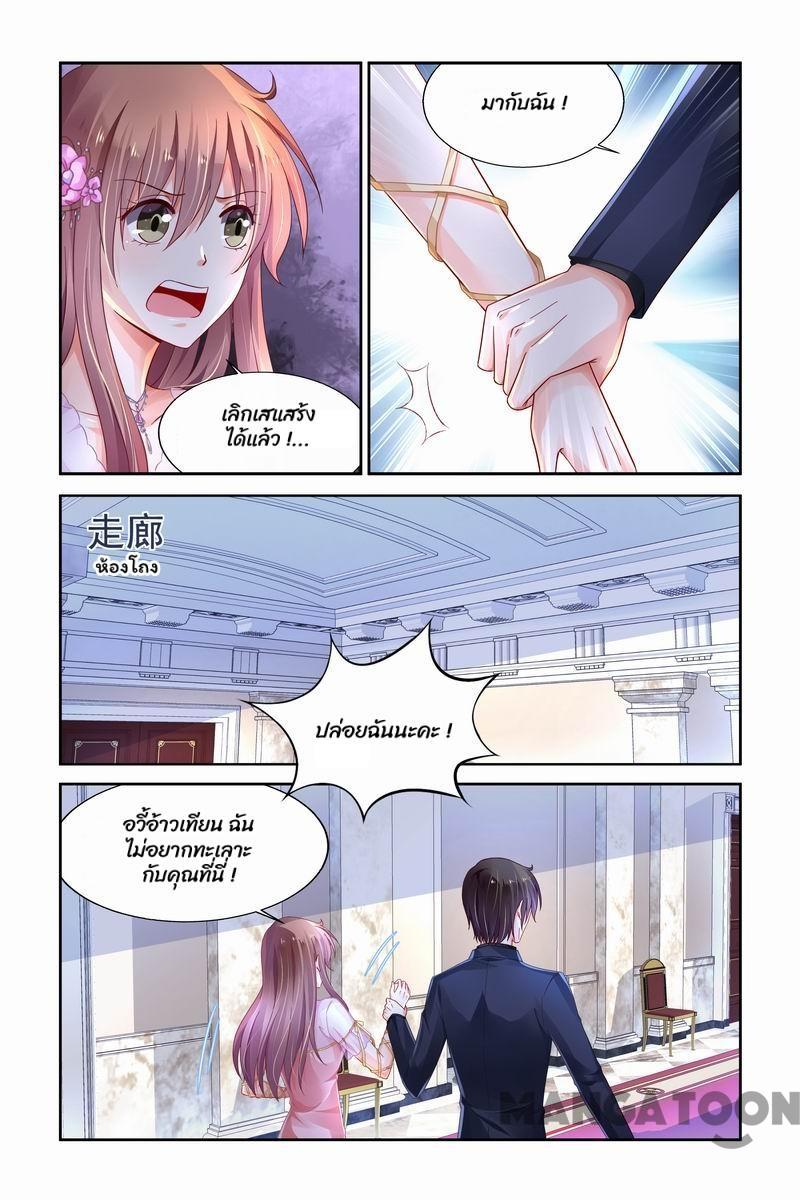 เลิกเสแสร้ง
ได้แล้ว !...
มากับฉัน !
走廊
ห้องโถง
ปล่อยฉันนะคะ !
อวี้อ้าวเทียน ฉัน
ไม่อยากทะเลาะ
กับคุณที่นี่ !
MANGATOON